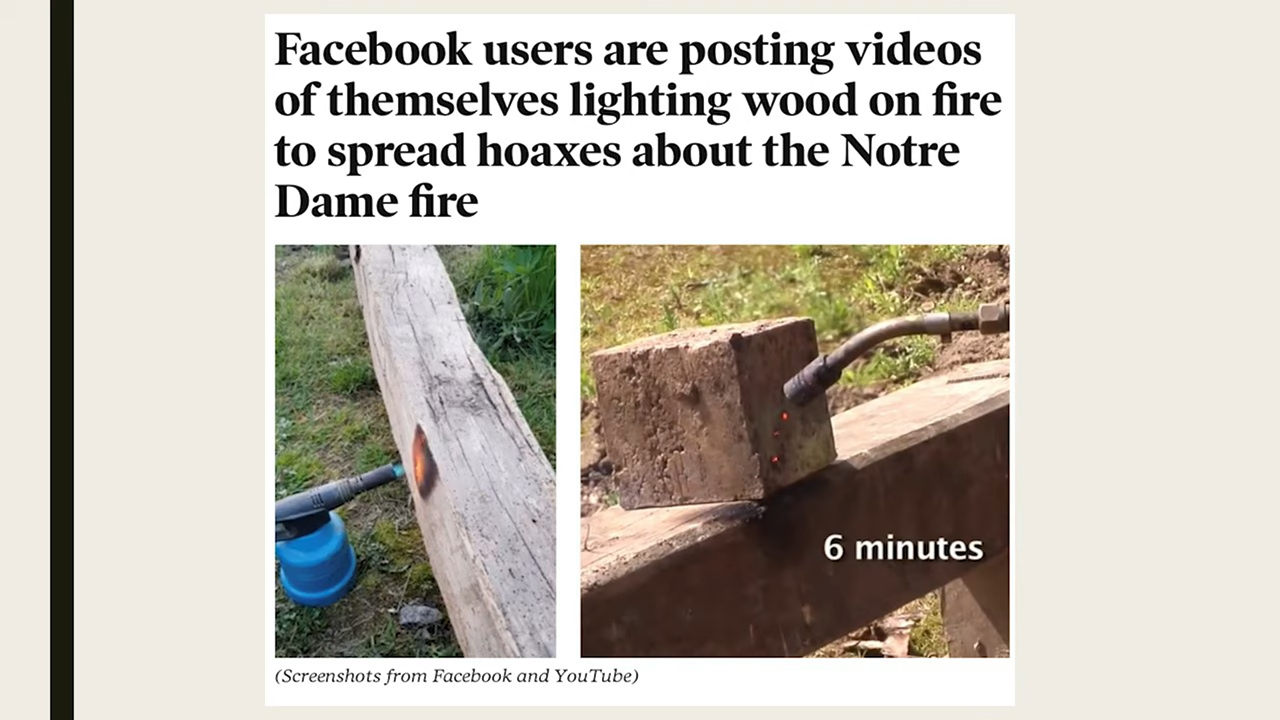 Facebook users are posting videos
of themselves lighting wood on fire
to spread hoaxes about the Notre
Dame fire
6 minutes
(Screenshots from Facebook and YouTube)